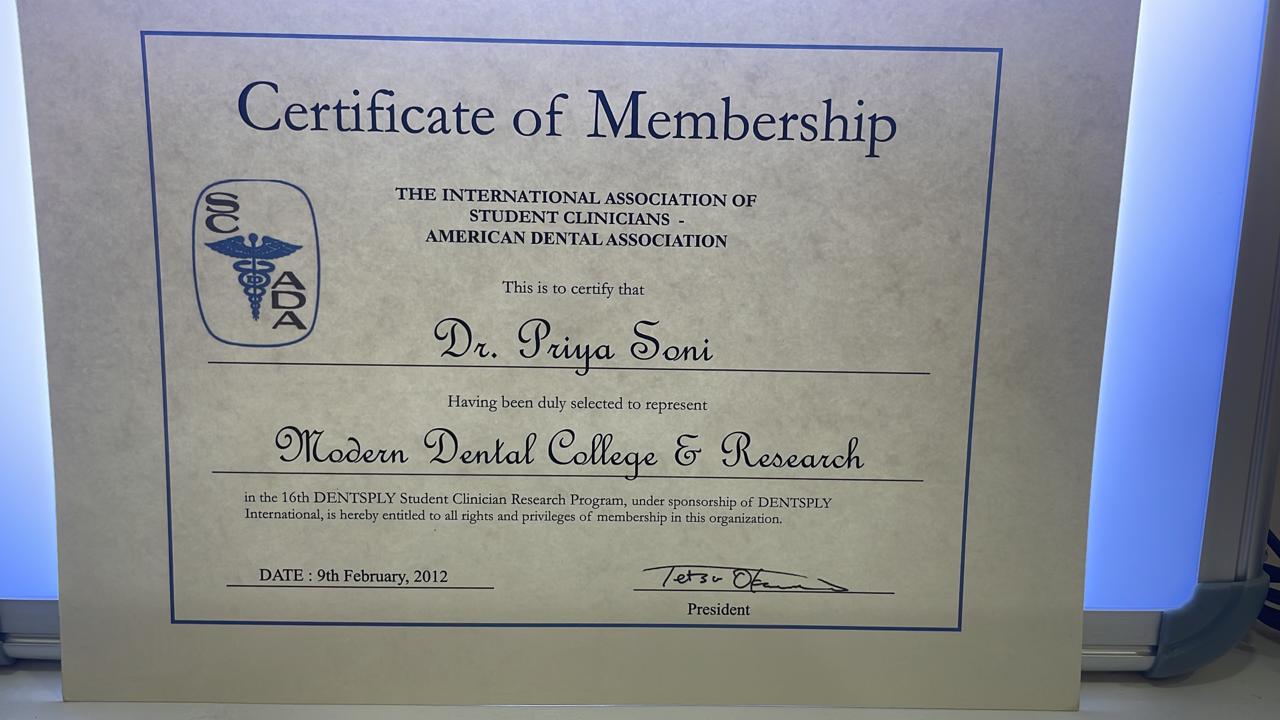 Certificate of Membership
SC
ADA
THE INTERNATIONAL ASSOCIATION OF
STUDENT CLINICIANS -
AMERICAN DENTAL ASSOCIATION
This is to certify that
Dr. Priya Soni
Having been duly selected to represent
Modern Dental College & Research
in the 16th DENTSPLY Student Clinician Research Program, under sponsorship of DENTSPLY
International, is hereby entitled to all rights and privileges of membership in this organization.
DATE : 9th February, 2012
President